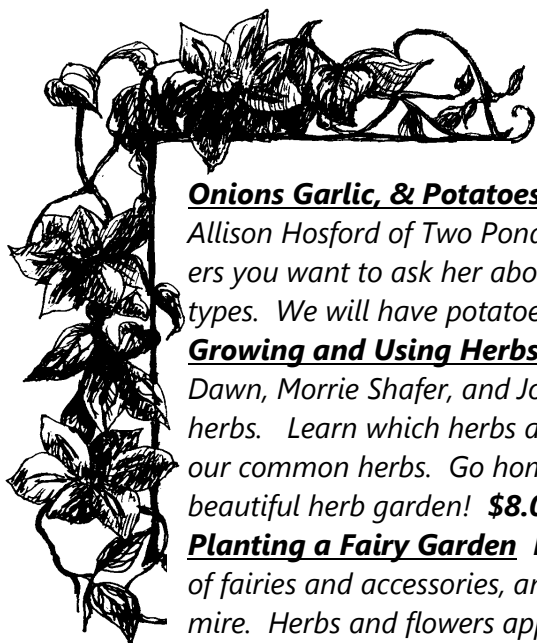 Onions Garlic, & Potatoes
Allison Hosford of Two Pond
ers you want to ask her abo
types. We will have potatoe
Growing and Using Herbs
Dawn, Morrie Shafer, and Jo
herbs. Learn which herbs a
our common herbs. Go hon
beautiful herb garden! $8.0
Planting a Fairy Garden
of fairies and accessories, ar
mire. Herbs and flowers app